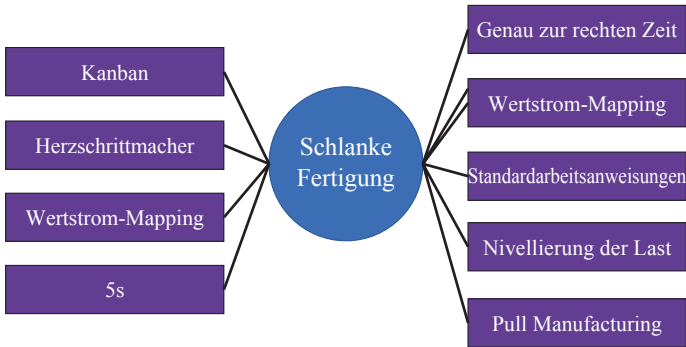 Kanban
Herzschrittmacher
Wertstrom-Mapping
5s
Schlanke
Fertigung
Genau zur rechten Zeit
Wertstrom-Mapping
Standardarbeitsanweisungen
Nivellierung der Last
Pull Manufacturing